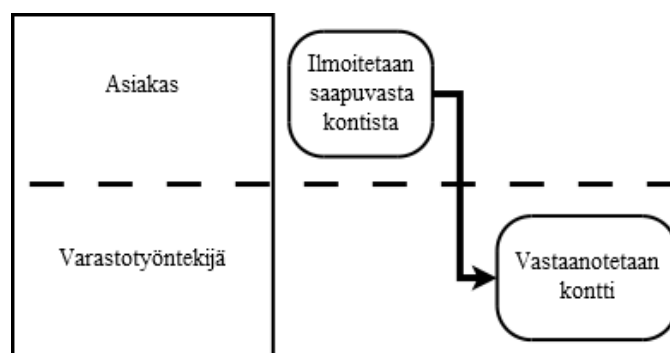 Asiakas
Ilmoitetaan
saapuvasta
kontista
Varastotyöntekijä
Vastaanotetaan
kontti